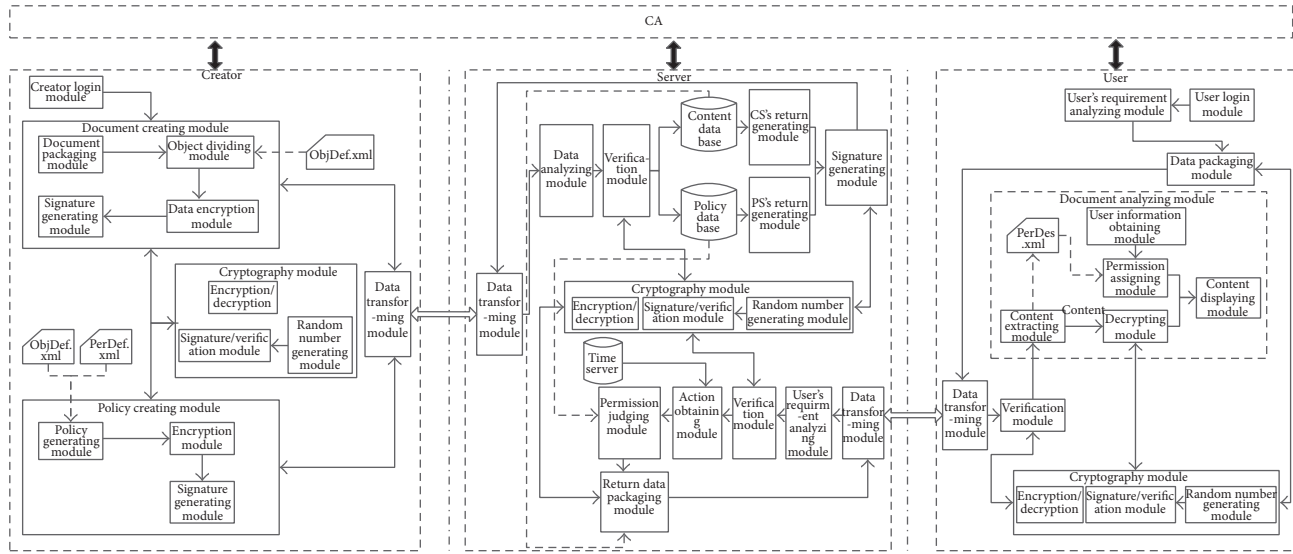 CA
Creator
Creator login
module
Document creating module
Document
packaging
module
Object dividing
module
ObjDef.xml
Signature
generating
module
Data encryption
module
Cryptography module
Encryption/
decryption
Signature/verific
ation module
Random
number
generating
module
Data
transfor
-ming
module
ObjDef.
xml
PerDef.
xml
Policy creating module
Policy
generating
module
Encryption
module
Signature
generating
module
Server
Data
analyzing
module
Verifica-
tion
module
Content
data
base
CS's return
generating
module
Policy
data
base
PS's return
generating
module
Signature
generating
module
Data
transfor
-ming
module
Cryptography module
Encryption/
decryption
Signature/verific
ation module
Random number
generating module
Time
server
Permission
judging
module
Action
obtainin
g
module
Verifica
tion
module
User's
requirm-
ent
analyzin
g
module
Data
transfor
-ming
module
Return data
packaging
module
User
User's requirement
analyzing module
User login
module
Data packaging
module
Document analyzing module
User information
obtaining
module
PerDes
.xml
Permission
assigning
module
Content
displaying
module
Content
extracting
module
Content
Decrypting
module
Data
transfor
-ming
module
Verification
module
Cryptography module
Encryption/
decryption
Signature/verific
ation module
Random number
generating
module